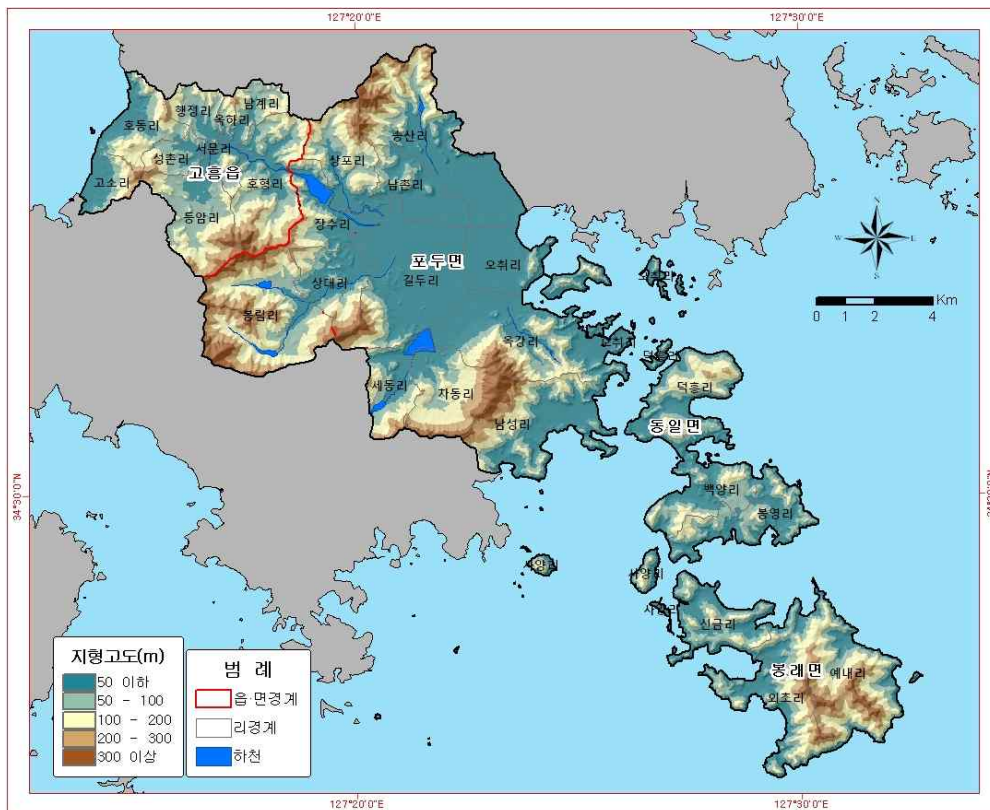 127°20'0"E 127°30'0"E
남계리
행정리
옥하리
호동리
서문리
성촌리
고흥읍
호형리
고소리
등암리
송산리
상포리
남촌리
장수리
포두면
오취리
상대리
길두리
봉림리
옥강리
오취리
세동리
차동리
남성리
덕흥리
동일면
백양리
봉영리
사양리
신금리
봉래면
예내리
외초리
N
W E
S
Km
0 1 2 4
34°30'0"N
지형고도(m)
50 이하
50 - 100
100 - 200
200 - 300
300 이상
범 례
읍·면경계
리경계
하천
127°20'0"E 127°30'0"E